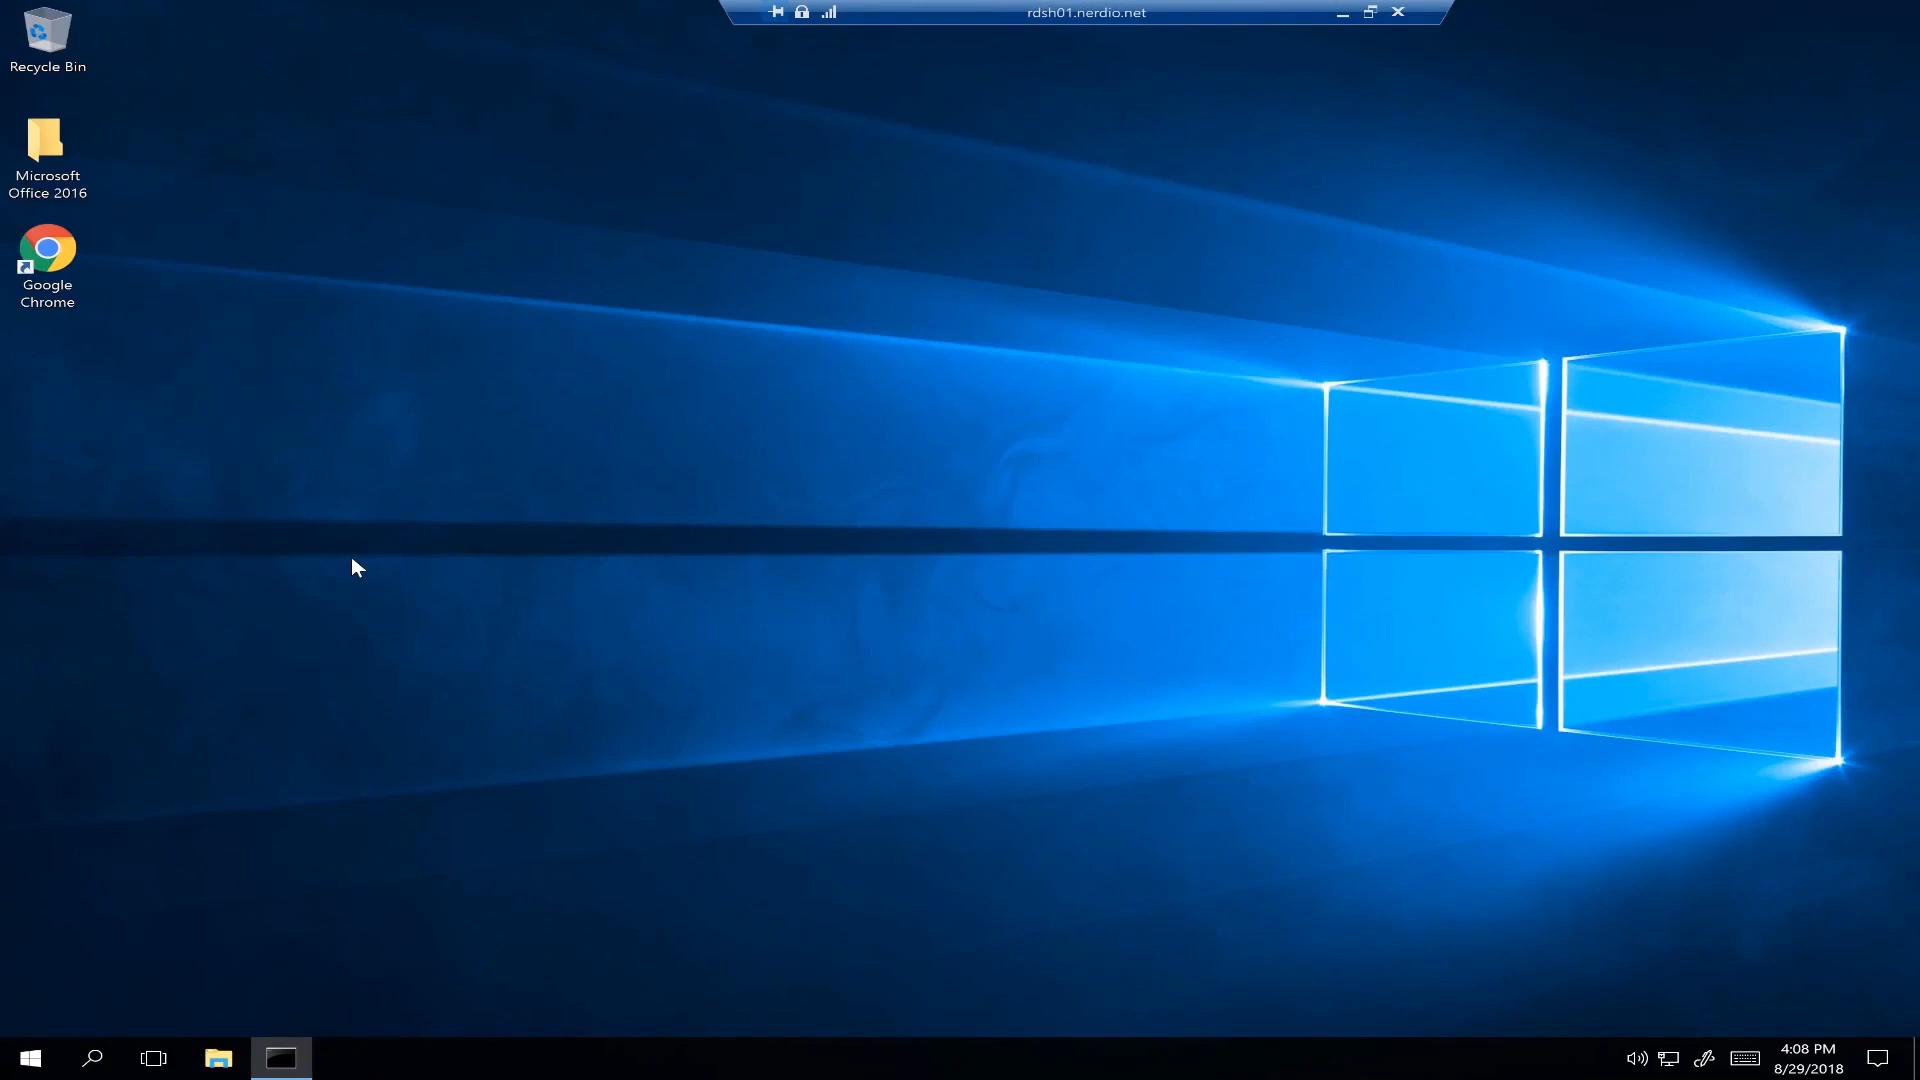 rdsh01.nerdio.net
Recycle Bin
Microsoft
Office 2016
Google
Chrome
4:08 PM
8/29/2018